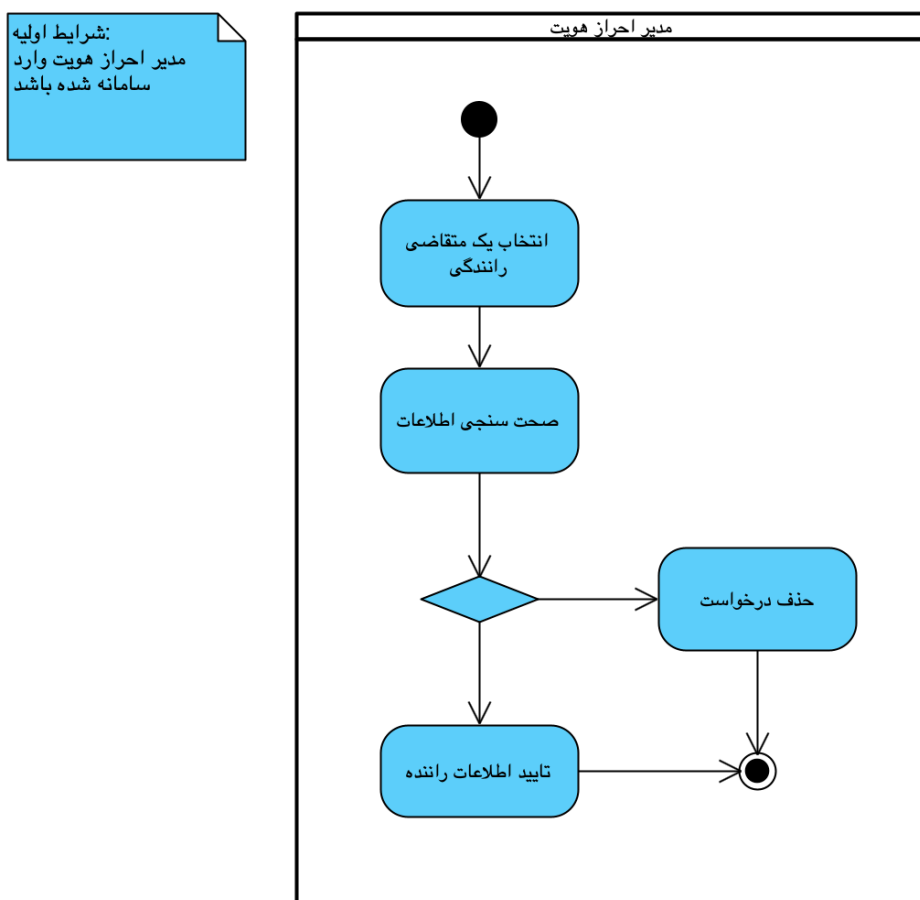 شرایط اولیه:
مدیر احراز هویت وارد
سامانه شده باشد
مدیر احراز هویت
انتخاب یک متقاضی
رانندگی
صحت سنجی اطلاعات
حذف درخواست
تایید اطلاعات راننده